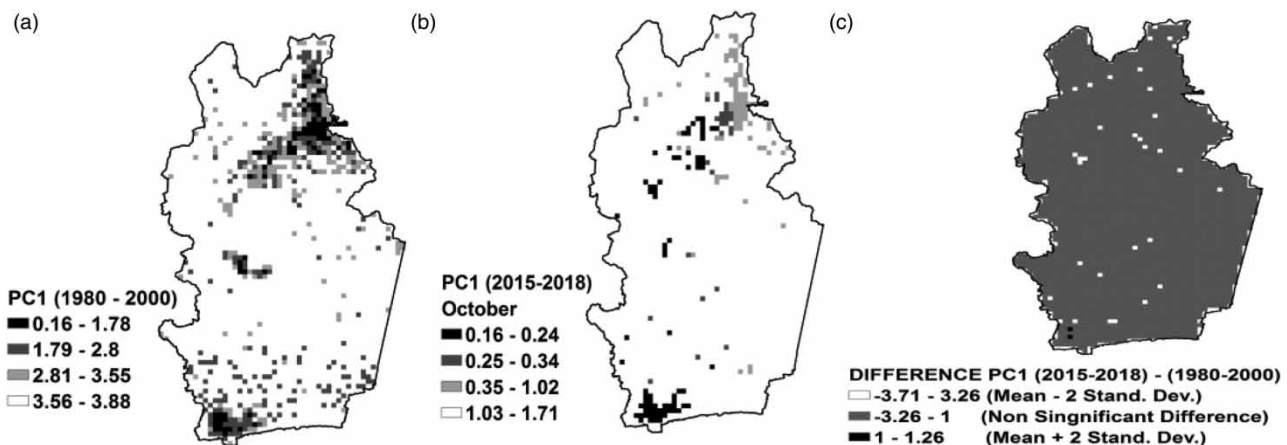 (a)
PC1 (1980 - 2000)
0.16 - 1.78
1.79 - 2.8
2.81 - 3.55
3.56 - 3.88
(b)
PC1 (2015-2018)
October
0.16 - 0.24
0.25 - 0.34
0.35 - 1.02
1.03 - 1.71
(c)
DIFFERENCE PC1 (2015-2018) - (1980-2000)
-3.71 - 3.26 (Mean - 2 Stand. Dev.)
-3.26 - 1 (Non Singnificant Difference)
1 - 1.26 (Mean + 2 Stand. Dev.)